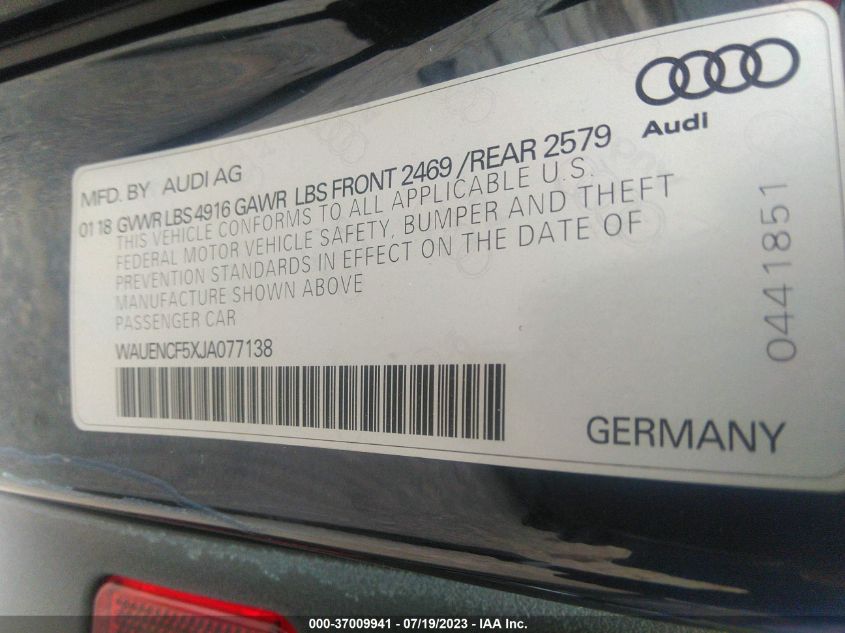 Audi
MFD. BY AUDI AG
01 18 GVWR LBS 4916 GAWR LBS FRONT 2469 / REAR 2579
THIS VEHICLE CONFORMS TO ALL APPLICABLE U.S.
FEDERAL MOTOR VEHICLE SAFETY, BUMPER AND THEFT
PREVENTION STANDARDS IN EFFECT ON THE DATE OF
MANUFACTURE SHOWN ABOVE
PASSENGER CAR
WAUENCF5XJA077138
GERMANY
0441851
000-37009941 - 07/19/2023 - IAA Inc.